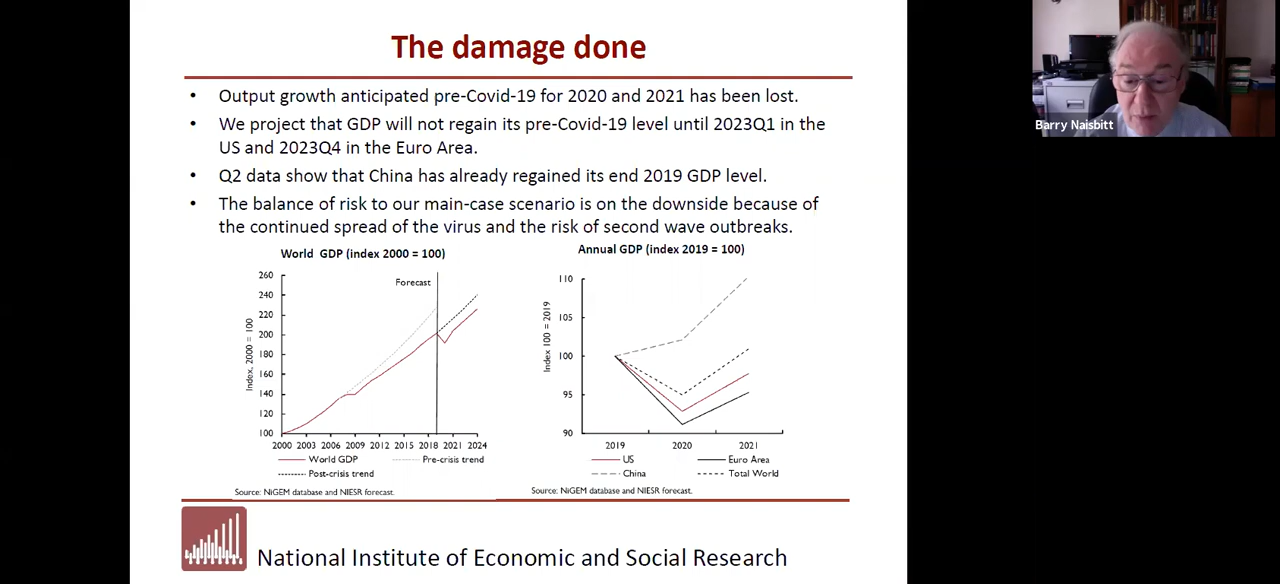 The damage done
• Output growth anticipated pre-Covid-19 for 2020 and 2021 has been lost.
• We project that GDP will not regain its pre-Covid-19 level until 2023Q1 in the
US and 2023Q4 in the Euro Area.
• Q2 data show that China has already regained its end 2019 GDP level.
• The balance of risk to our main-case scenario is on the downside because of
the continued spread of the virus and the risk of second wave outbreaks.
World GDP (index 2000 = 100)
Forecast
Index, 2000 = 100
260
240
220
200
180
160
140
120
100
2000 2003 2006 2009 2012 2015 2018 2021 2024
World GDP
Pre-crisis trend
Post-crisis trend
Source: NiGEM database and NIESR forecast.
Annual GDP (index 2019 = 100)
Index 100 = 2019
110
105
100
95
90
2019 2020 2021
US
Euro Area
China
Total World
Source: NiGEM database and NIESR forecast.
National Institute of Economic and Social Research
Barry Naisbitt